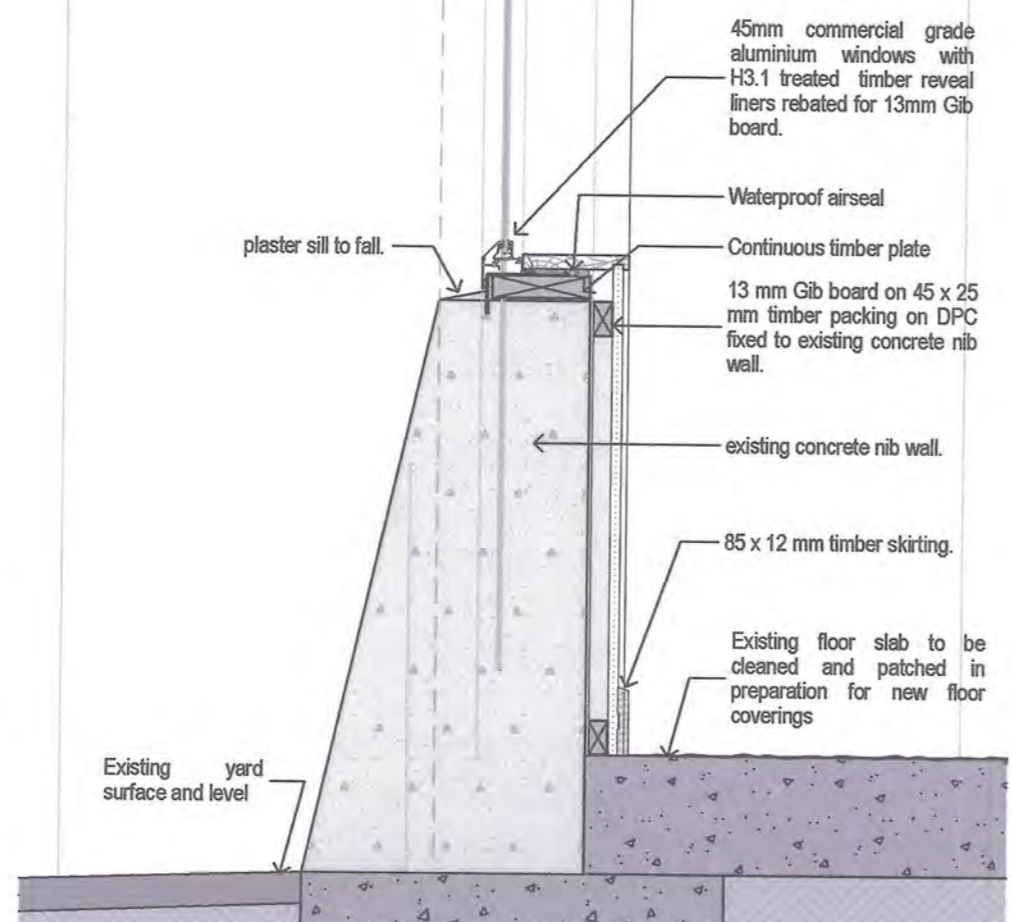 45mm commercial grade
aluminium windows with
H3.1 treated timber reveal
liners rebated for 13mm Gib
board.
Waterproof airseal
plaster sill to fall.
Continuous timber plate
13 mm Gib board on 45 x 25
mm timber packing on DPC
fixed to existing concrete nib
wall.
existing concrete nib wall.
85 x 12 mm timber skirting.
Existing floor slab to be
cleaned and patched in
preparation for new floor
coverings
Existing yard
surface and level